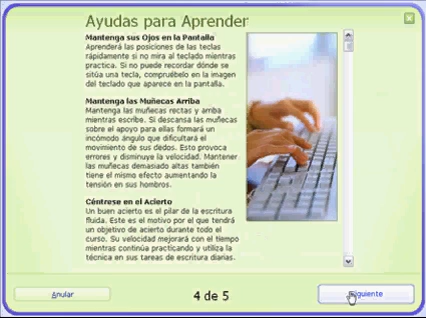 Ayudas para Aprender
Mantenga sus Ojos en la Pantalla
Aprenderá las posiciones de las teclas
rápidamente si no mira al teclado mientras
practica. Si no puede recordar dónde se
sitúa una tecla, compruébelo en la imagen
del teclado que aparece en la pantalla.
Mantenga las Muñecas Arriba
Mantenga las muñecas rectas y arriba
mientras escribe. Si descansa las muñecas
sobre el apoyo para ellas formará un
incómodo ángulo que dificultará el
movimiento de sus dedos. Esto provoca
errores y disminuye la velocidad. Mantener
las muñecas demasiado altas también
tiene el mismo efecto aumentando la
tensión en sus hombros.
Céntrese en el Acierto
Un buen acierto es el pilar de la escritura
fluida. Este es el motivo por el que tendrá
un objetivo de acierto durante todo el
curso. Su velocidad mejorará con el tiempo
mientras continúa practicando y utiliza la
técnica en sus tareas de escritura diarias.
Anular
4 de 5
Siguiente